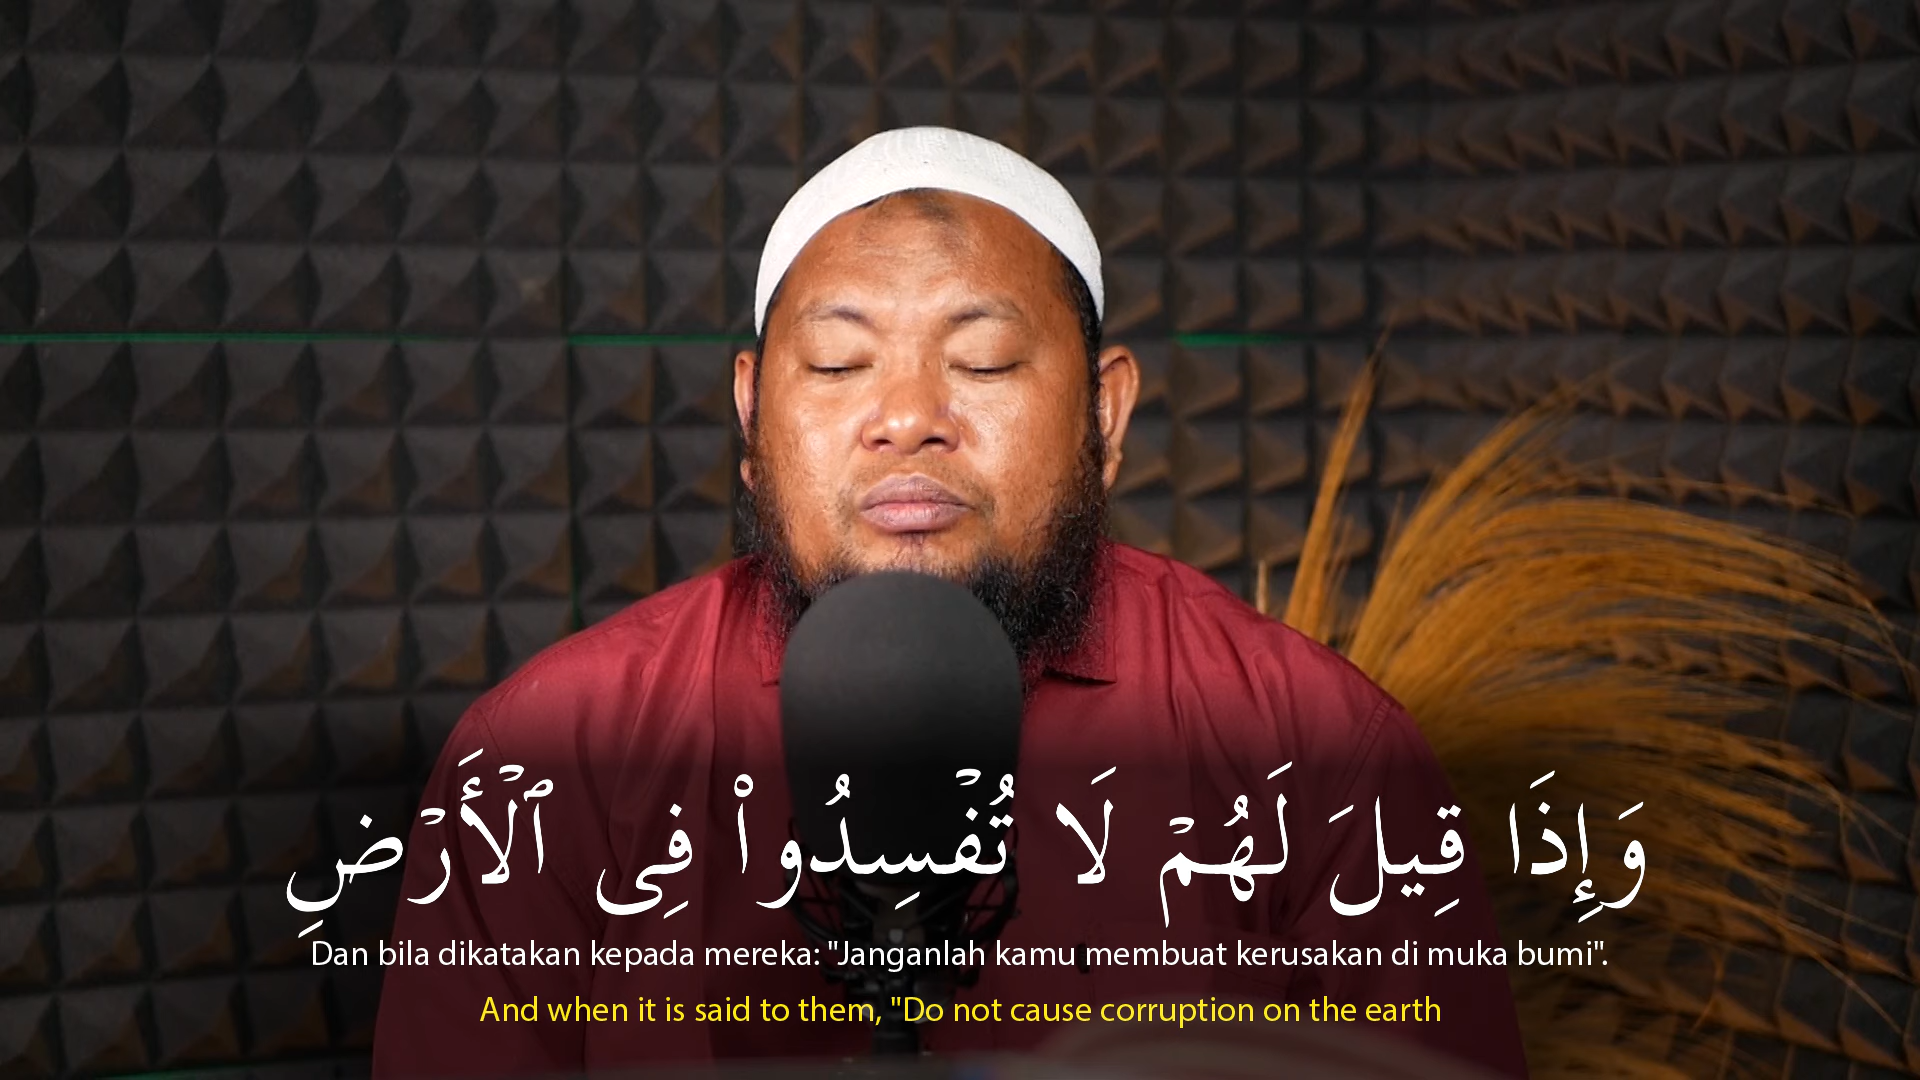 وَإِذَا قِيلَ لَهُمْ لَا تُفْسِدُوا۟ فِى ٱلْأَرْضِ
Dan bila dikatakan kepada mereka: "Janganlah kamu membuat kerusakan di muka bumi".
And when it is said to them, "Do not cause corruption on the earth